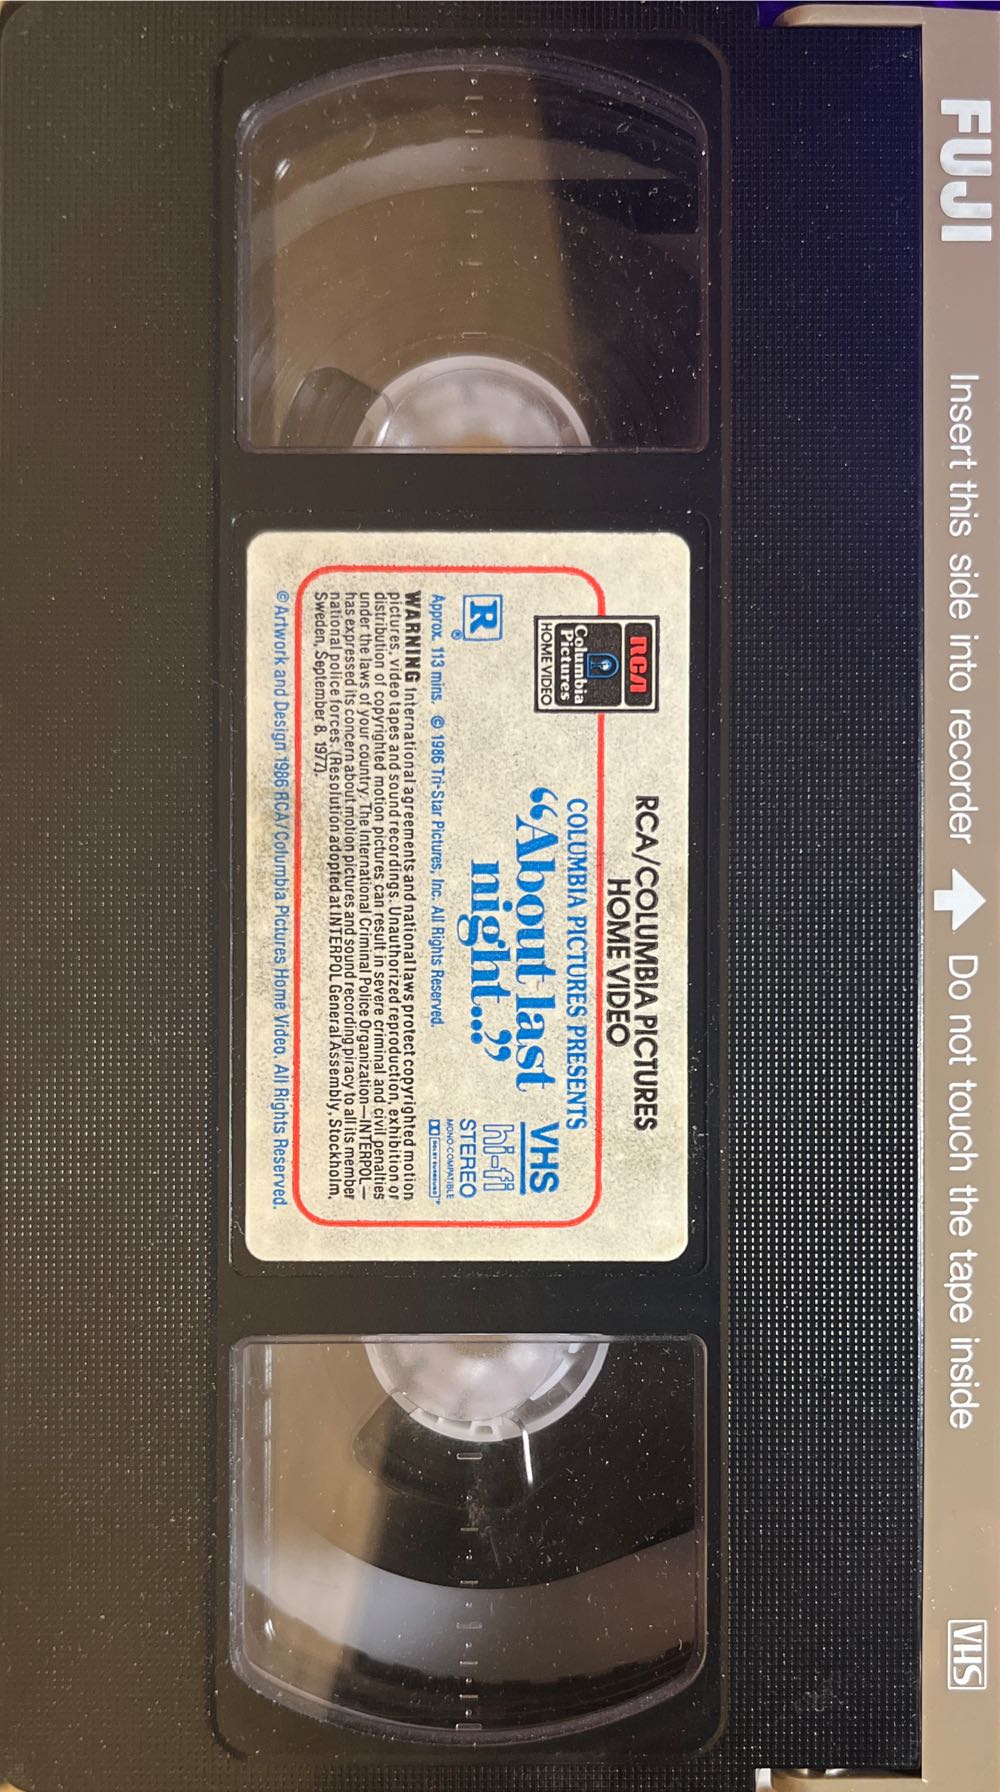 FUJI
Insert this side into recorder
Do not touch the tape inside
VHS
RCA/COLUMBIA PICTURES
HOME VIDEO
RCA
Columbia
Pictures
HOME VIDEO
COLUMBIA PICTURES PRESENTS
“About last
night...”
VHS
hi-fi
STEREO
MONO-COMPATIBLE
DOLBY SURROUND
R
®
Approx. 113 mins. © 1986 Tri-Star Pictures, Inc. All Rights Reserved.
WARNING International agreements and national laws protect copyrighted motion
pictures, video tapes and sound recordings. Unauthorized reproduction, exhibition or
distribution of copyrighted motion pictures can result in severe criminal and civil penalties
under the laws of your country. The International Criminal Police Organization—INTERPOL—
has expressed its concern about motion pictures and sound recording piracy to all its member
national police forces. (Resolution adopted at INTERPOL General Assembly, Stockholm,
Sweden, September 8, 1977).
© Artwork and Design 1986 RCA/Columbia Pictures Home Video. All Rights Reserved.